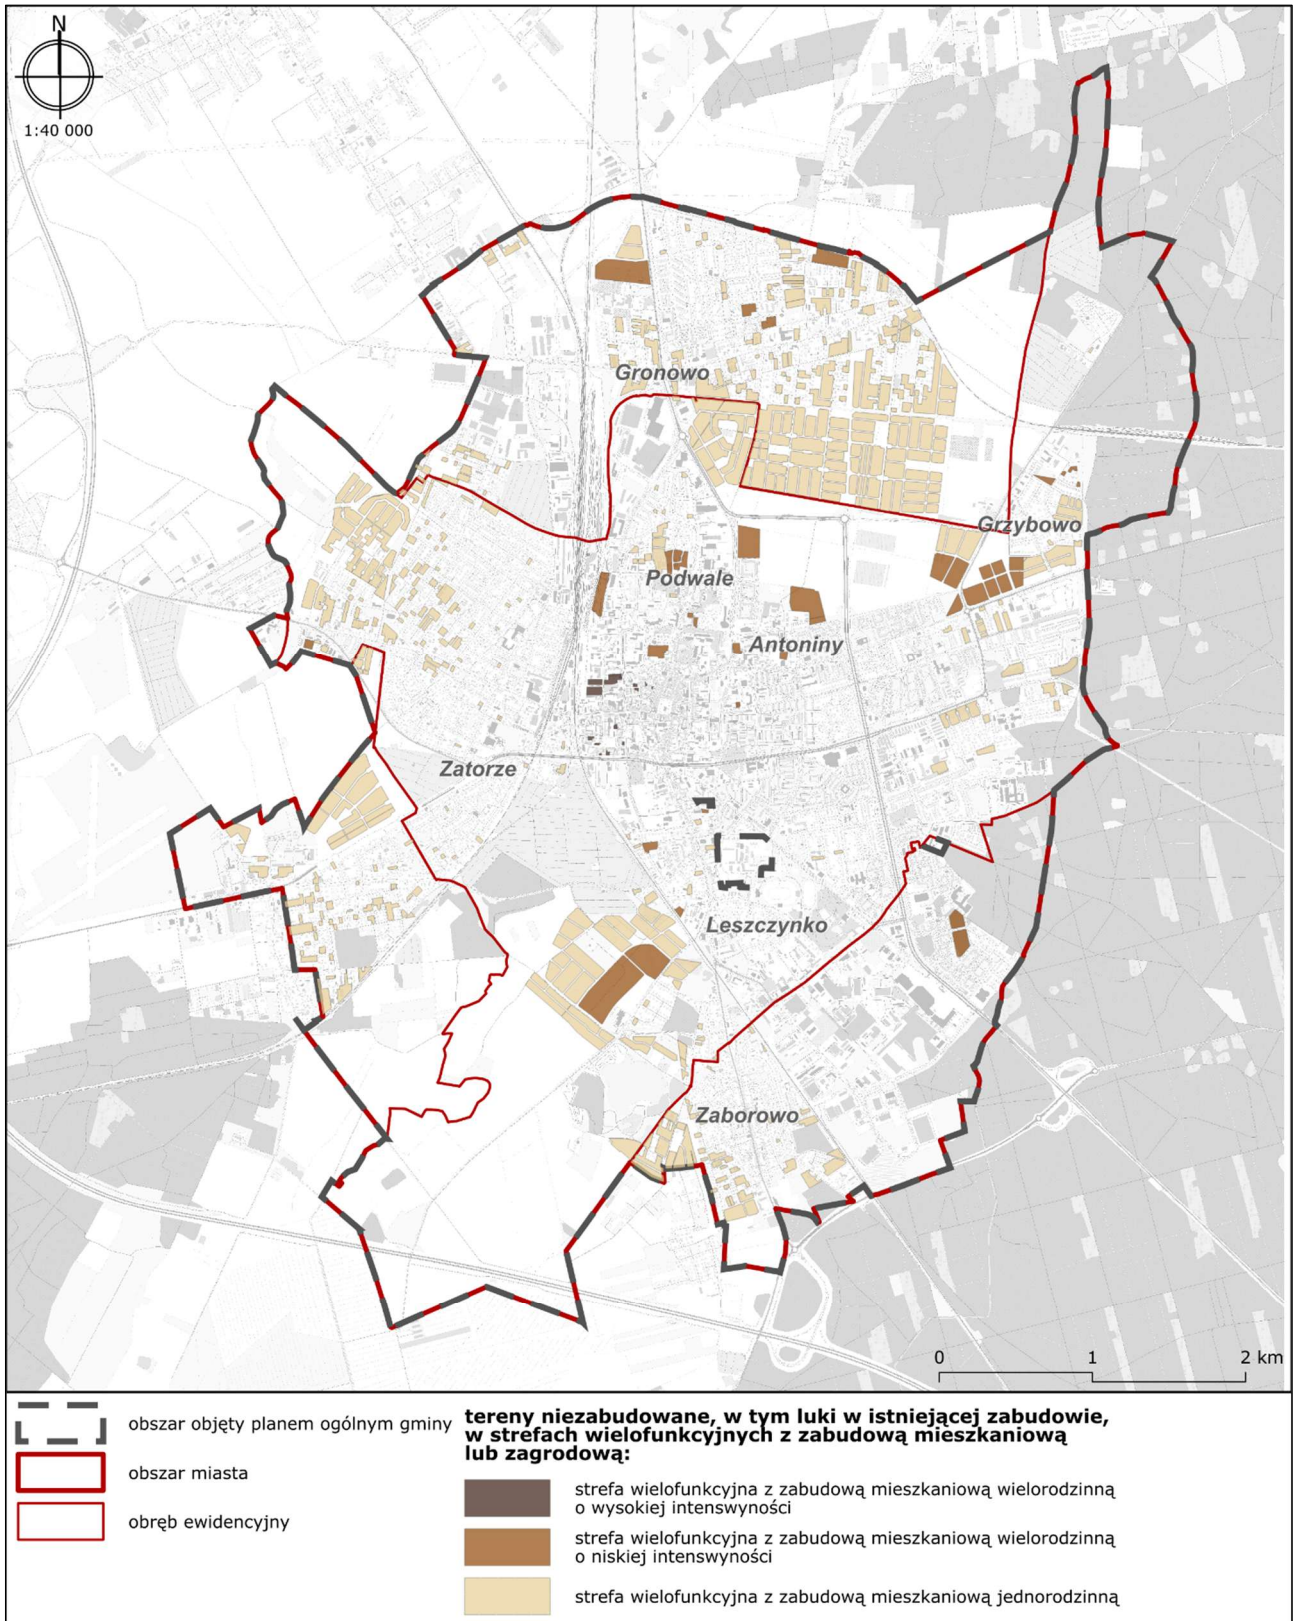 N
1:40 000
Gronowo
Grzybowo
Podwale
Antoniny
Zatorze
Leszczynko
Zaborowo
0 1 2 km
obszar objęty planem ogólnym gminy
obszar miasta
obręb ewidencyjny
tereny niezabudowane, w tym luki w istniejącej zabudowie,
w strefach wielofunkcyjnych z zabudową mieszkaniową
lub zagrodową:
strefa wielofunkcyjna z zabudową mieszkaniową wielorodzinną
o wysokiej intenswyności
strefa wielofunkcyjna z zabudową mieszkaniową wielorodzinną
o niskiej intenswyności
strefa wielofunkcyjna z zabudową mieszkaniową jednorodzinną